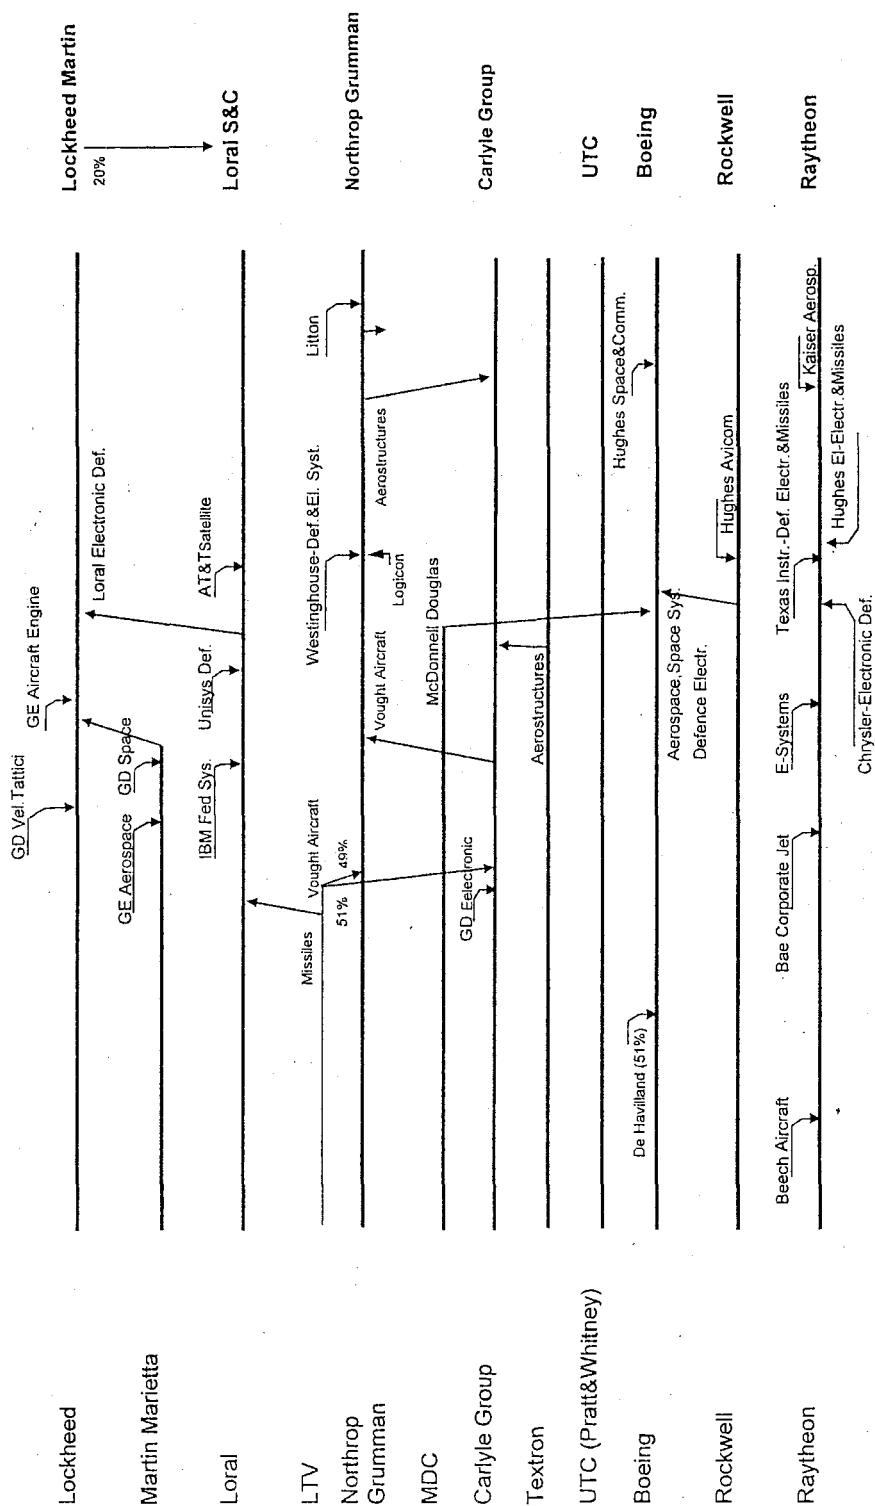 Lockheed
Martin Marietta
Loral
LTV
Northrop
Grumman
MDC
Carlyle Group
Textron
UTC (Pratt&Whitney)
Boeing
Rockwell
Raytheon
GD Vel.Tattici
GE Aircraft Engine
Loral Electronic Def.
GE Aerospace
GD Space
IBM Fed Sys.
Unisys Def.
AT&TSatellite
Missiles
Vought Aircraft
51%
49%
Vought Aircraft
Westinghouse-Def.&El. Syst.
Logicon
Aerostructures
Litton
McDonnell Douglas
GD Eelectronic
Aerostructures
De Havilland (51%)
Hughes Space&Comm.
Aerospace,Space Sys.
Defence Electr.
Hughes Avicom
Beech Aircraft
Bae Corporate Jet
E-Systems
Texas Instr.-Def. Electr.&Missiles
Kaiser Aerosp.
Chrysler-Electronic Def.
Hughes El-Electr.&Missiles
Lockheed Martin
20%
Loral S&C
Northrop Grumman
Carlyle Group
UTC
Boeing
Rockwell
Raytheon